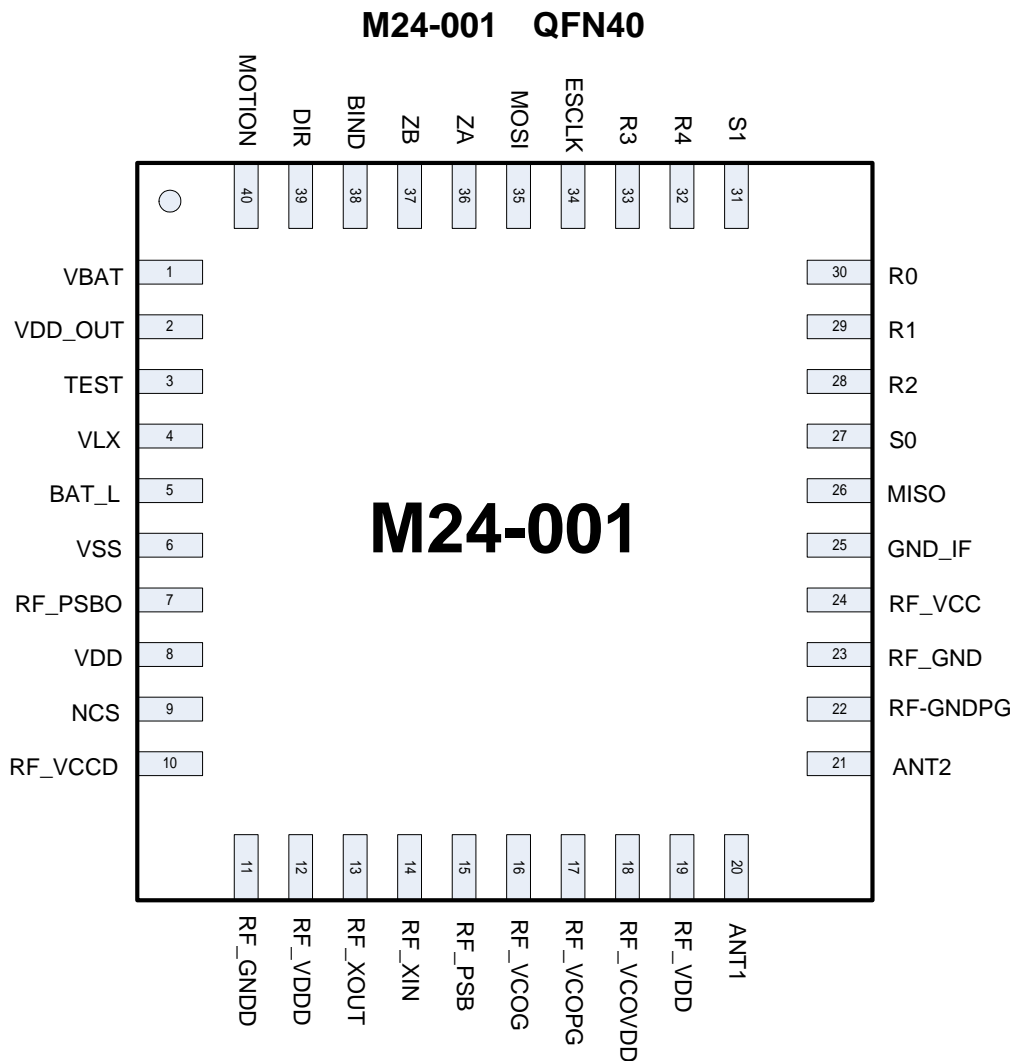 M24-001 QFN40
MOTION
DIR
BIND
ZB
ZA
MOSI
ESCLK
R3
R4
S1
40
39
38
37
36
35
34
33
32
31
VBAT 1
VDD_OUT 2
TEST 3
VLX 4
BAT_L 5
VSS 6
RF_PSBO 7
VDD 8
NCS 9
RF_VCCD 10
M24-001
30 R0
29 R1
28 R2
27 S0
26 MISO
25 GND_IF
24 RF_VCC
23 RF_GND
22 RF-GNDPG
21 ANT2
11
12
13
14
15
16
17
18
19
20
RF_GNDD
RF_VDDD
RF_XOUT
RF_XIN
RF_PSB
RF_VCOG
RF_VCOPG
RF_VCOVDD
RF_VDD
ANT1